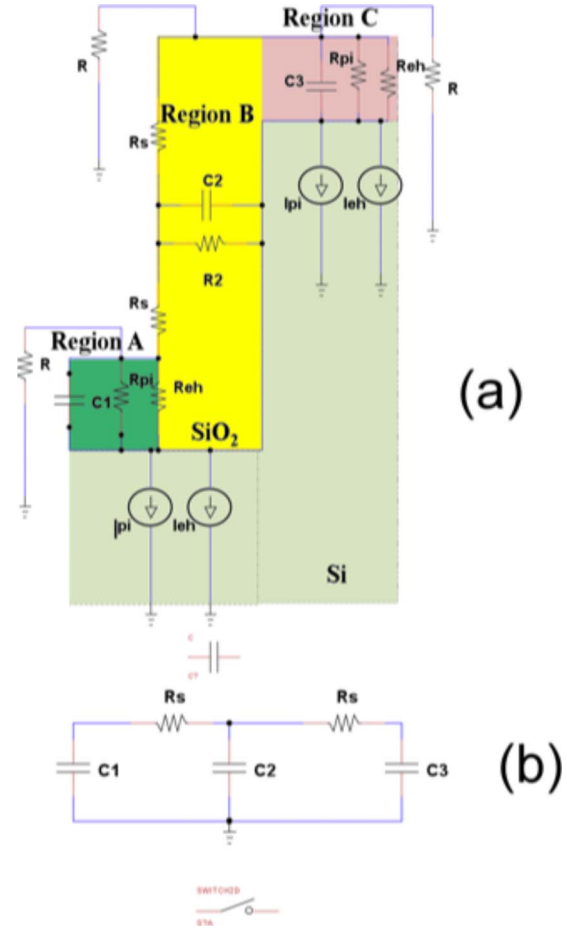 Region C
R
Rpi
Reh
C3
R
Region B
Rs
C2
Ipi
Ieh
R2
Rs
Region A
R
Rpi
Reh
C1
(a)
SiO2
Ipi
Ieh
Si
C
C?
Rs
Rs
C1
C2
C3
(b)
SWITCH2D